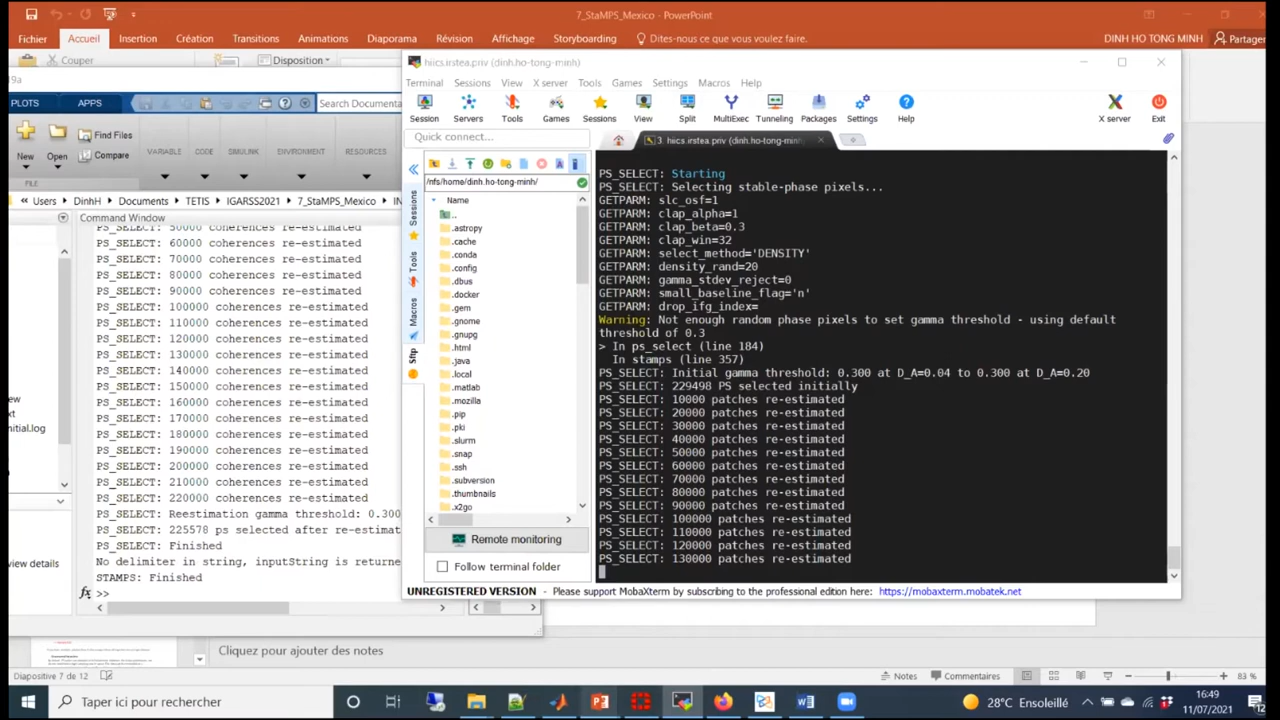 7_StaMPS_Mexico - PowerPoint
Fichier Accueil Insertion Création Transitions Animations Diaporama Révision Affichage Storyboarding Dites-nous ce que vous voulez faire. DINH HO TONG MINH Partager
Couper Disposition
hiics.irstea.priv (dinh.ho-tong-minh)
Terminal Sessions View X server Tools Games Settings Macros Help
Session Servers Tools Games Sessions View Split MultiExec Tunneling Packages Settings Help X server Exit
Quick connect...
3. hiics.irstea.priv (dinh.ho-tong-minh
/nfs/home/dinh.ho-tong-minh/
Name
..
.astropy
.cache
.conda
.config
.dbus
.docker
.gem
.gnome
.gnupg
.html
.java
.local
.matlab
.mozilla
.pip
.pki
.slurm
.snap
.ssh
.subversion
.thumbnails
.x2go
Remote monitoring
Follow terminal folder
Sessions
Tools
Macros
Sftp
PS_SELECT: Starting
PS_SELECT: Selecting stable-phase pixels...
GETPARM: slc_osf=1
GETPARM: clap_alpha=1
GETPARM: clap_beta=0.3
GETPARM: clap_win=32
GETPARM: select_method='DENSITY'
GETPARM: density_rand=20
GETPARM: gamma_stdev_reject=0
GETPARM: small_baseline_flag='n'
GETPARM: drop_ifg_index=
Warning: Not enough random phase pixels to set gamma threshold - using default
threshold of 0.3
> In ps_select (line 184)
In stamps (line 357)
PS_SELECT: Initial gamma threshold: 0.300 at D_A=0.04 to 0.300 at D_A=0.20
PS_SELECT: 229498 PS selected initially
PS_SELECT: 10000 patches re-estimated
PS_SELECT: 20000 patches re-estimated
PS_SELECT: 30000 patches re-estimated
PS_SELECT: 40000 patches re-estimated
PS_SELECT: 50000 patches re-estimated
PS_SELECT: 60000 patches re-estimated
PS_SELECT: 70000 patches re-estimated
PS_SELECT: 80000 patches re-estimated
PS_SELECT: 90000 patches re-estimated
PS_SELECT: 100000 patches re-estimated
PS_SELECT: 110000 patches re-estimated
PS_SELECT: 120000 patches re-estimated
PS_SELECT: 130000 patches re-estimated
UNREGISTERED VERSION - Please support MobaXterm by subscribing to the professional edition here: https://mobaxterm.mobatek.net
19a
PLOTS APPS Search Documenta
New Open Find Files Compare VARIABLE CODE SIMULINK ENVIRONMENT RESOURCES
FILE
Users DinhH Documents TETIS IGARSS2021 7_StaMPS_Mexico IN
Command Window
PS_SELECT: 50000 coherences re-estimated
PS_SELECT: 60000 coherences re-estimated
PS_SELECT: 70000 coherences re-estimated
PS_SELECT: 80000 coherences re-estimated
PS_SELECT: 90000 coherences re-estimated
PS_SELECT: 100000 coherences re-estimated
PS_SELECT: 110000 coherences re-estimated
PS_SELECT: 120000 coherences re-estimated
PS_SELECT: 130000 coherences re-estimated
PS_SELECT: 140000 coherences re-estimated
PS_SELECT: 150000 coherences re-estimated
PS_SELECT: 160000 coherences re-estimated
PS_SELECT: 170000 coherences re-estimated
PS_SELECT: 180000 coherences re-estimated
PS_SELECT: 190000 coherences re-estimated
PS_SELECT: 200000 coherences re-estimated
PS_SELECT: 210000 coherences re-estimated
PS_SELECT: 220000 coherences re-estimated
PS_SELECT: Reestimation gamma threshold: 0.300
PS_SELECT: 225578 ps selected after re-estimat
PS_SELECT: Finished
No delimiter in string, inputString is returne
STAMPS: Finished
fx >>
ew
xt
nitial.log
view details
Cliquez pour ajouter des notes
Diapositive 7 de 12 Notes Commentaires 83 %
Taper ici pour rechercher
28°C Ensoleillé
16:49
11/07/2021
12